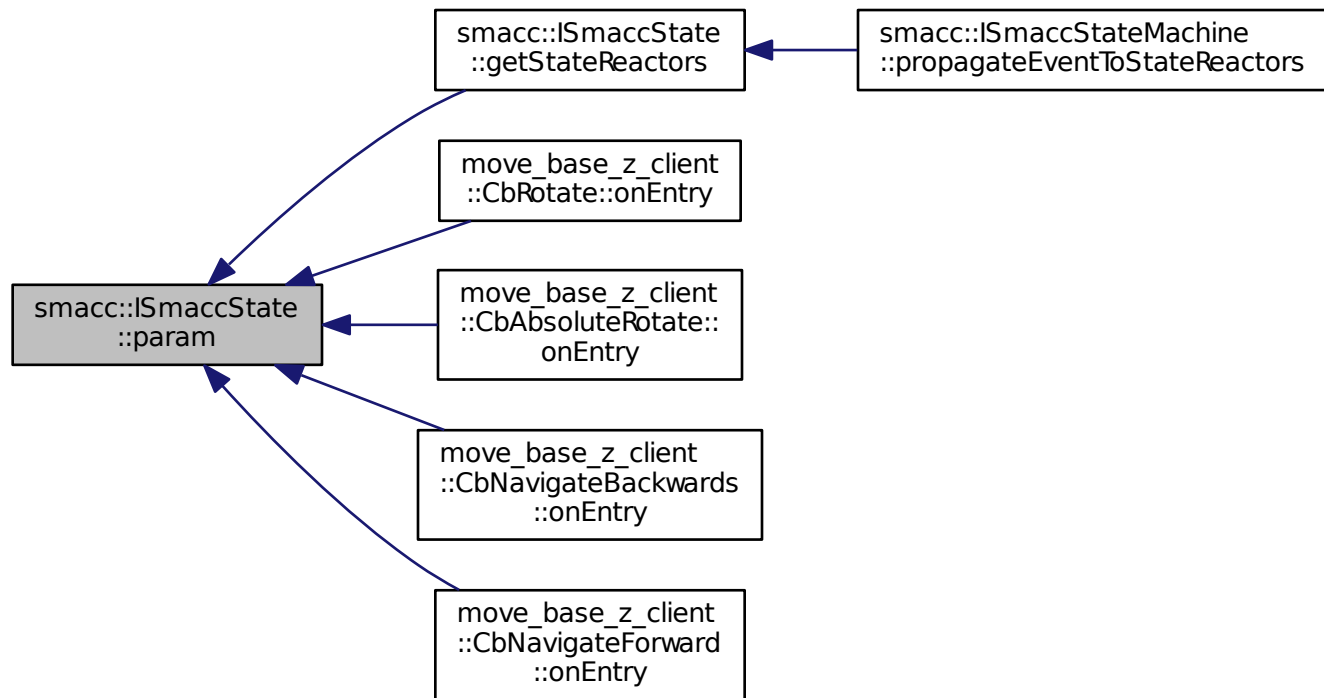 smacc::ISmaccState
::getStateReactors
smacc::ISmaccStateMachine
::propagateEventToStateReactors
move_base_z_client
::CbRotate::onEntry
smacc::ISmaccState
::param
move_base_z_client
::CbAbsoluteRotate::
onEntry
move_base_z_client
::CbNavigateBackwards
::onEntry
move_base_z_client
::CbNavigateForward
::onEntry